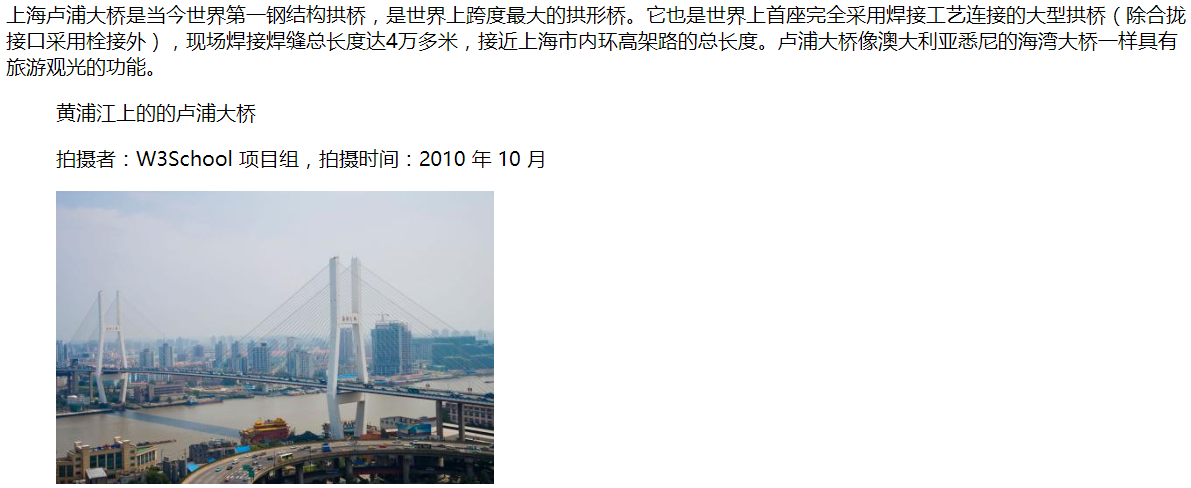 上海卢浦大桥是当今世界第一钢结构拱桥，是世界上跨度最大的拱形桥。它也是世界上首座完全采用焊接工艺连接的大型拱桥（除合拢
接口采用栓接外），现场焊接焊缝总长度达4万多米，接近上海市内环高架路的总长度。卢浦大桥像澳大利亚悉尼的海湾大桥一样具有
旅游观光的功能。
黄浦江上的的卢浦大桥
拍摄者：W3School 项目组，拍摄时间：2010 年 10 月